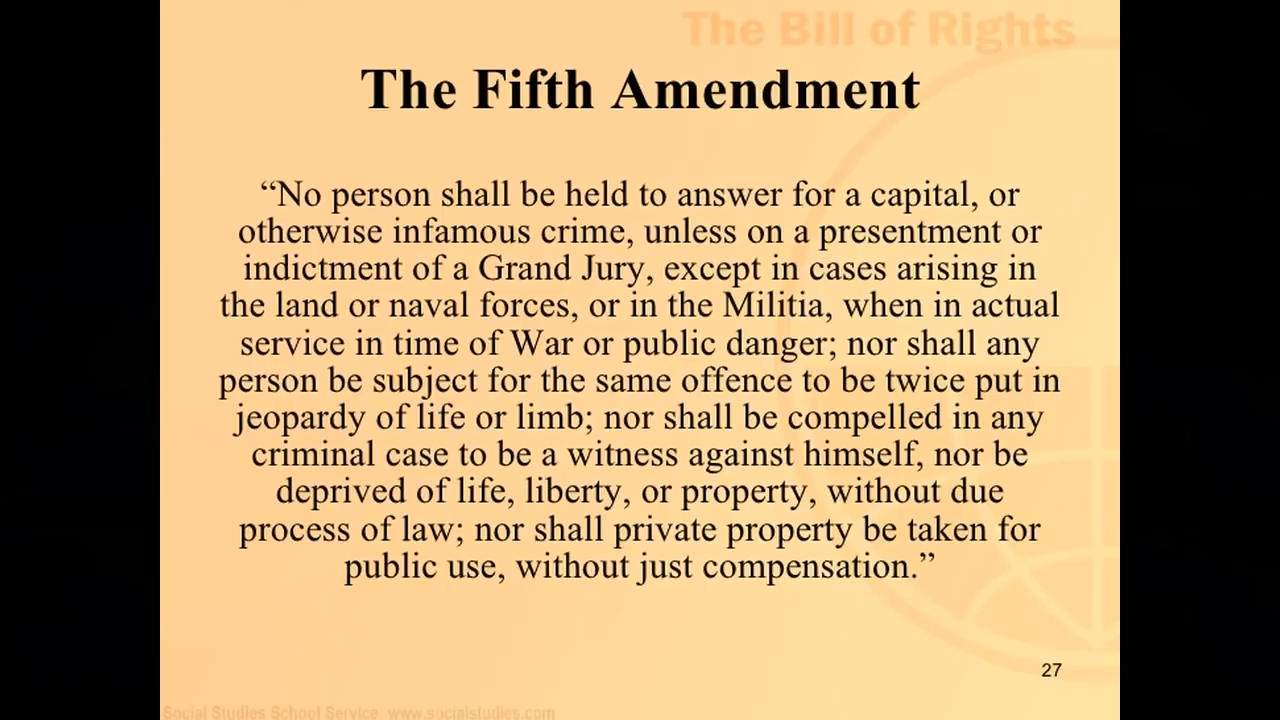 The Bill of Rights
The Fifth Amendment
“No person shall be held to answer for a capital, or
otherwise infamous crime, unless on a presentment or
indictment of a Grand Jury, except in cases arising in
the land or naval forces, or in the Militia, when in actual
service in time of War or public danger; nor shall any
person be subject for the same offence to be twice put in
jeopardy of life or limb; nor shall be compelled in any
criminal case to be a witness against himself, nor be
deprived of life, liberty, or property, without due
process of law; nor shall private property be taken for
public use, without just compensation.”
27
Social Studies School Service, www.socialstudies.com